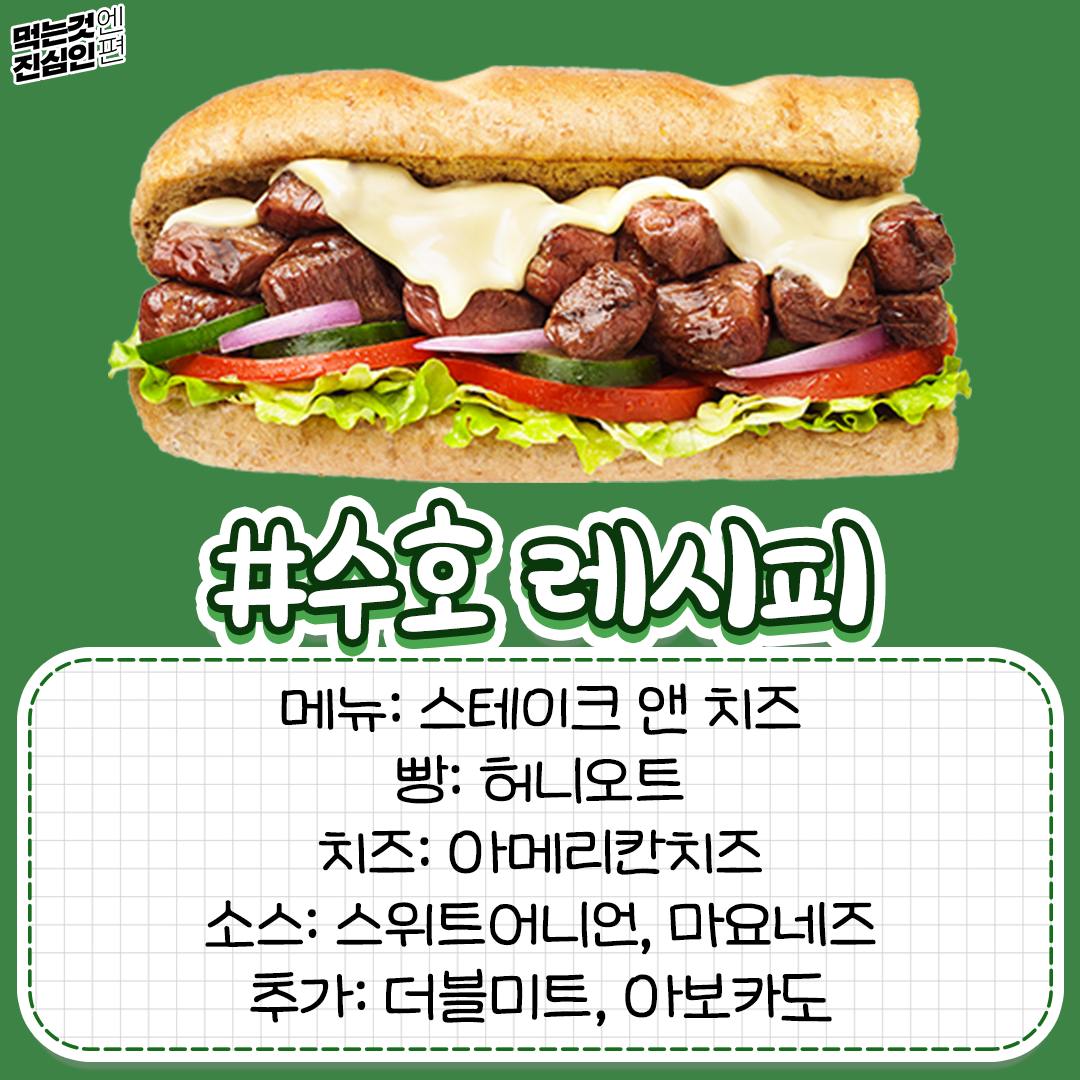 먹는것엔
진심인편
#수호 레시피
메뉴: 스테이크 앤 치즈
빵: 허니오트
치즈: 아메리칸치즈
소스: 스위트어니언, 마요네즈
추가: 더블미트, 아보카도